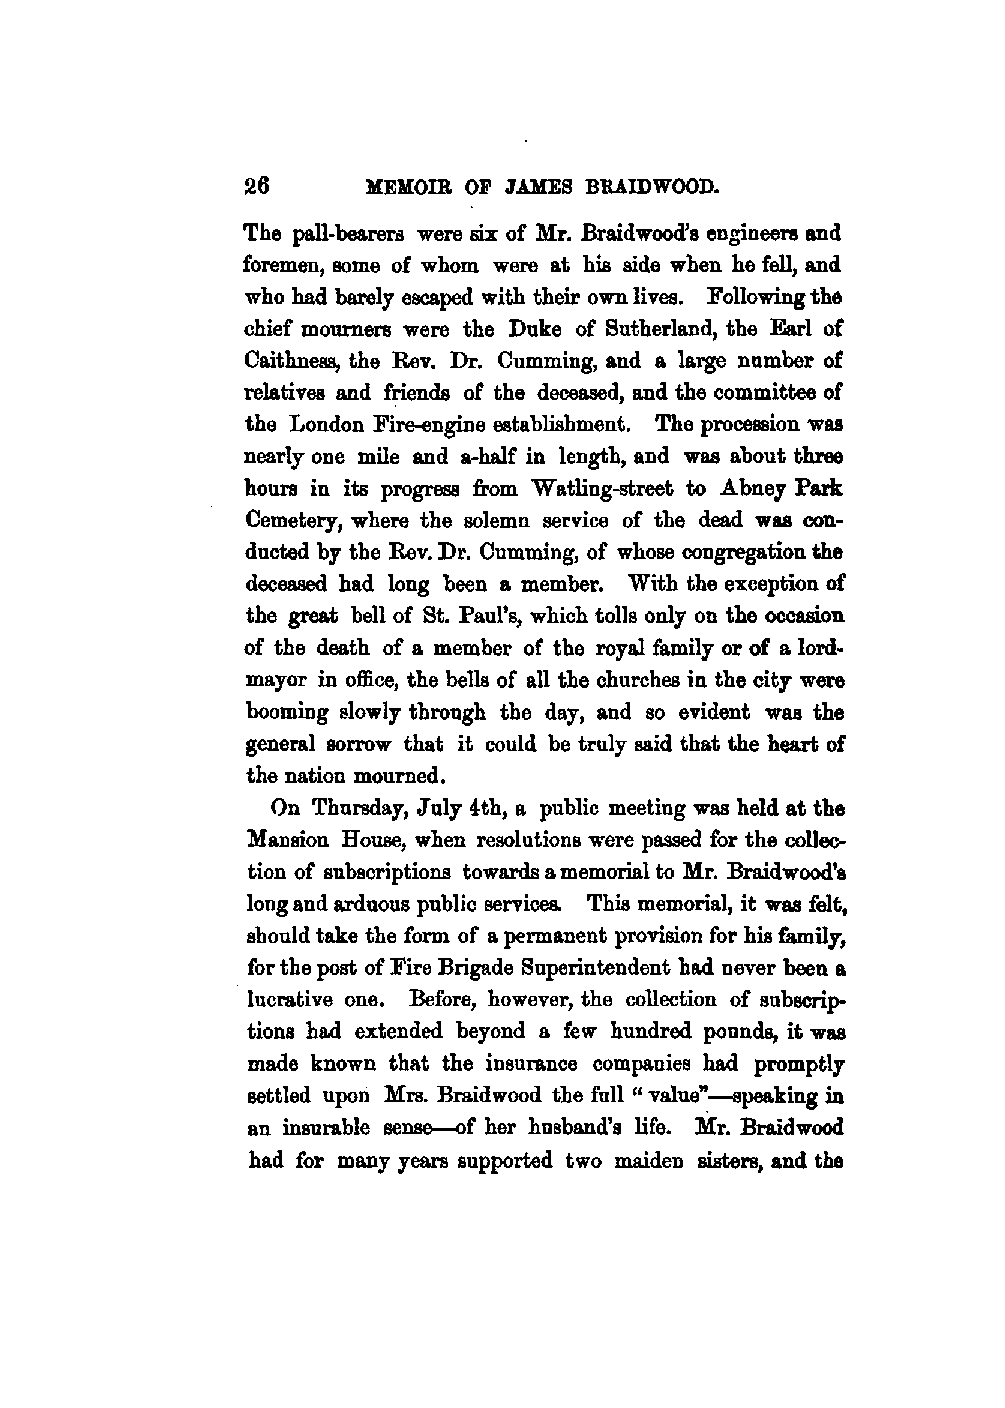 26 MEMOIR OF JAMES BRAIDWOOD.
The pall-bearers were six of Mr. Braidwood's engineers and
foremen, some of whom were at his side when he fell, and
who had barely escaped with their own lives. Following the
chief mourners were the Duke of Sutherland, the Earl of
Caithness, the Rev. Dr. Cumming, and a large number of
relatives and friends of the deceased, and the committee of
the London Fire-engine establishment. The procession was
nearly one mile and a-half in length, and was about three
hours in its progress from Watling-street to Abney Park
Cemetery, where the solemn service of the dead was con-
ducted by the Rev. Dr. Cumming, of whose congregation the
deceased had long been a member. With the exception of
the great bell of St. Paul's, which tolls only on the occasion
of the death of a member of the royal family or of a lord-
mayor in office, the bells of all the churches in the city were
booming slowly through the day, and so evident was the
general sorrow that it could be truly said that the heart of
the nation mourned.
On Thursday, July 4th, a public meeting was held at the
Mansion House, when resolutions were passed for the collec-
tion of subscriptions towards a memorial to Mr. Braidwood's
long and arduous public services. This memorial, it was felt,
should take the form of a permanent provision for his family,
for the post of Fire Brigade Superintendent had never been a
lucrative one. Before, however, the collection of subscrip-
tions had extended beyond a few hundred pounds, it was
made known that the insurance companies had promptly
settled upon Mrs. Braidwood the full "value"—speaking in
an insurable sense—of her husband's life. Mr. Braidwood
had for many years supported two maiden sisters, and the